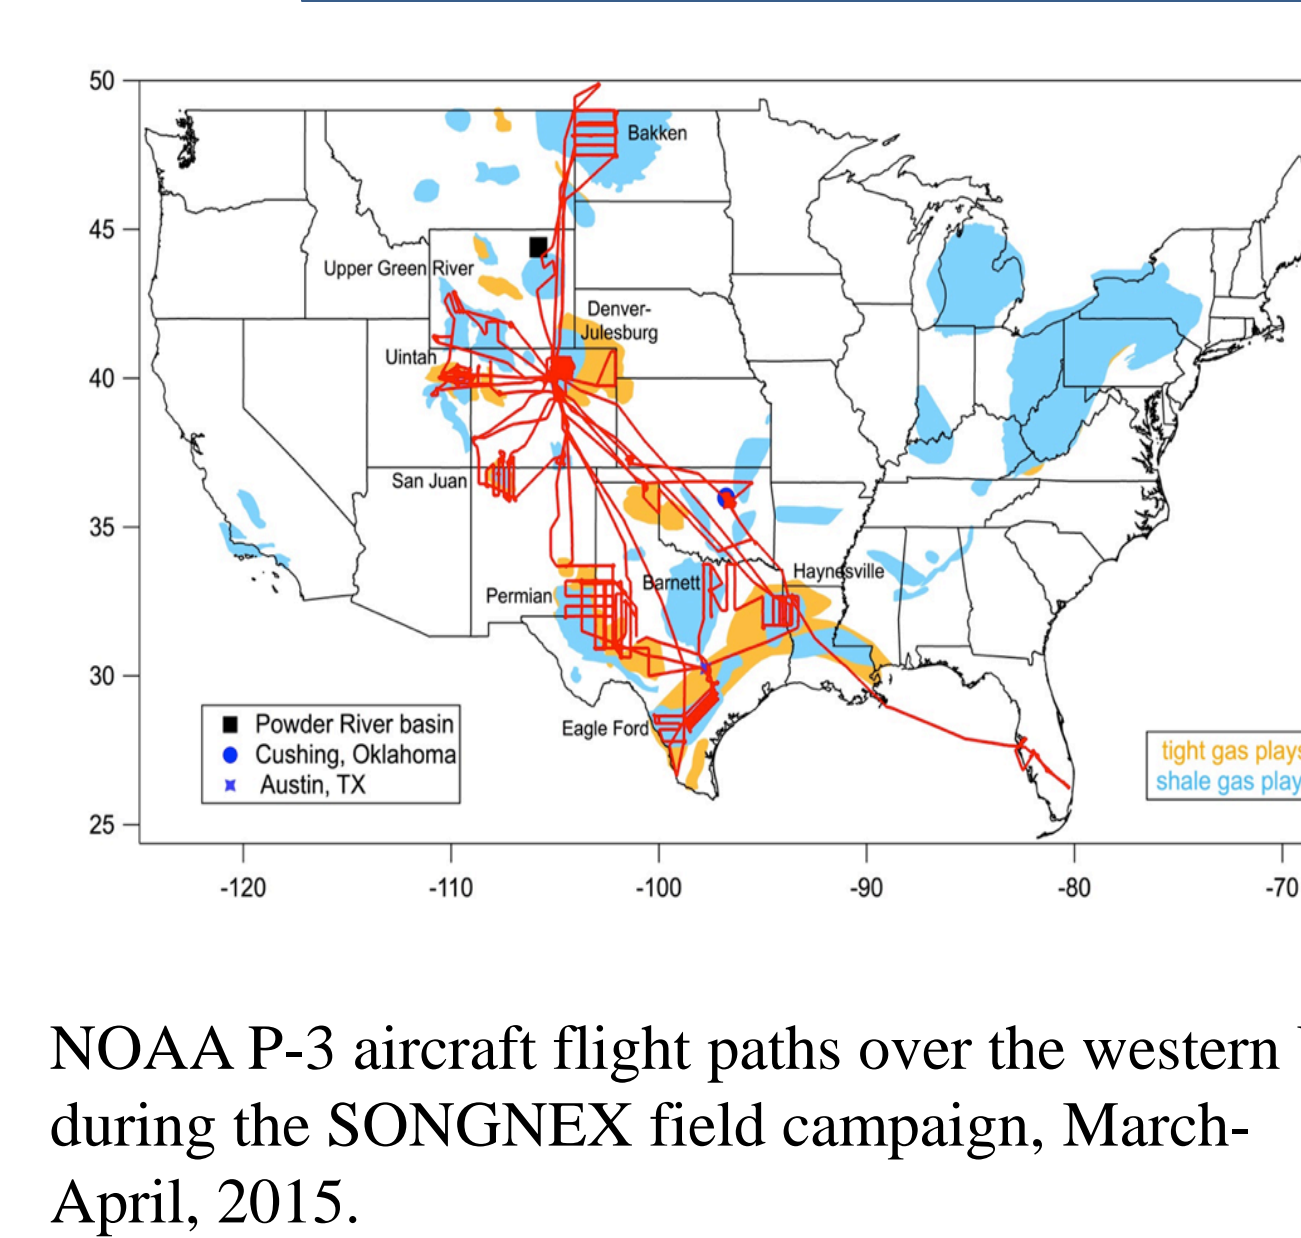 50
45
40
35
30
25
-120
-110
-100
-90
-80
-70
Bakken
Upper Green River
Denver-
Julesburg
Uintah
San Juan
Permian
Barnett
Haynesville
Eagle Ford
Powder River basin
Cushing, Oklahoma
Austin, TX
tight gas plays
shale gas play
NOAA P-3 aircraft flight paths over the western
during the SONGNEX field campaign, March-
April, 2015.